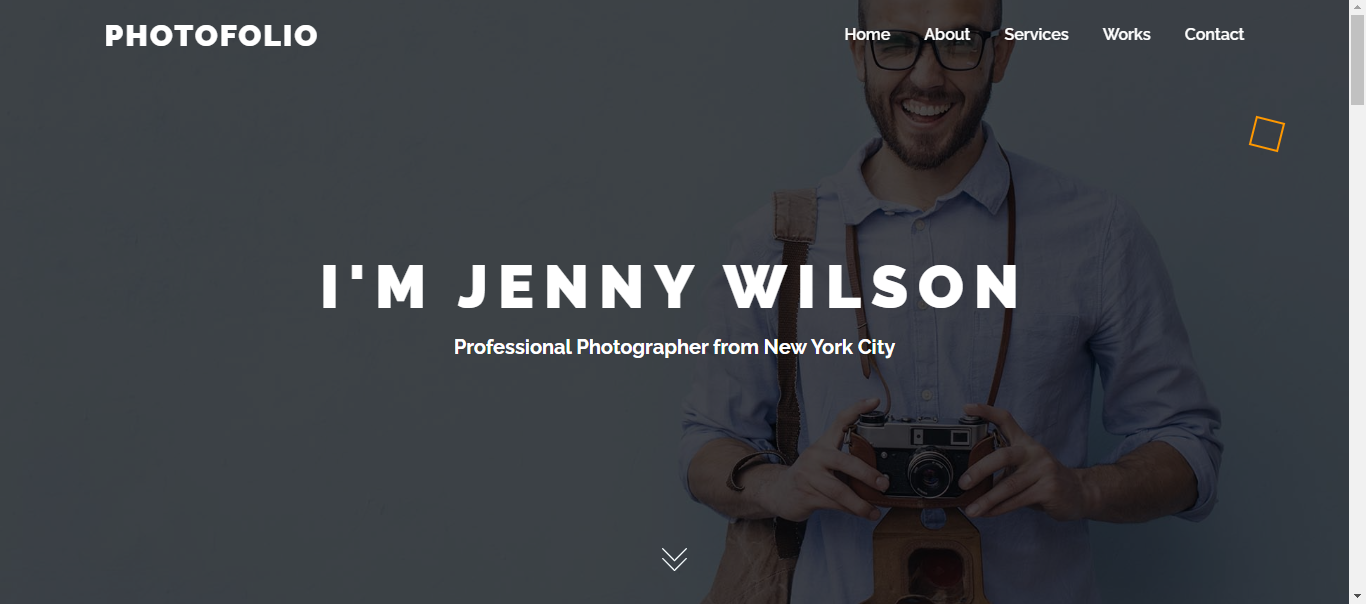 PHOTOFOLIO
Home About Services Works Contact
I'M JENNY WILSON
Professional Photographer from New York City